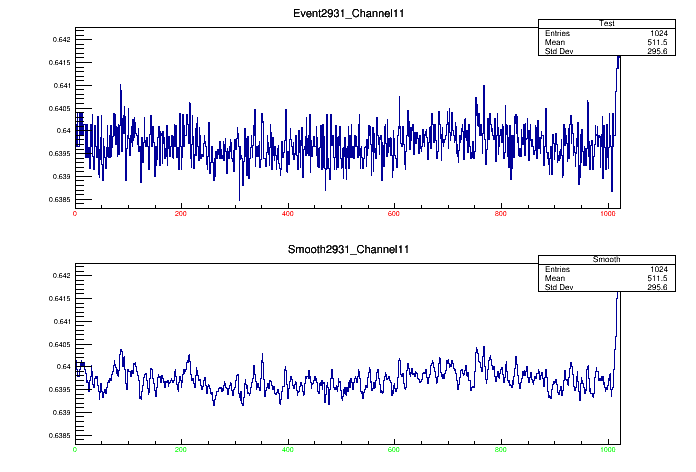 Event2931_Channel11
Test
Entries 1024
Mean 511.5
Std Dev 295.6
0.642
0.6415
0.641
0.6405
0.64
0.6395
0.639
0.6385
0 200 400 600 800 1000
Smooth2931_Channel11
Smooth
Entries 1024
Mean 511.5
Std Dev 295.6
0.642
0.6415
0.641
0.6405
0.64
0.6395
0.639
0.6385
0 200 400 600 800 1000